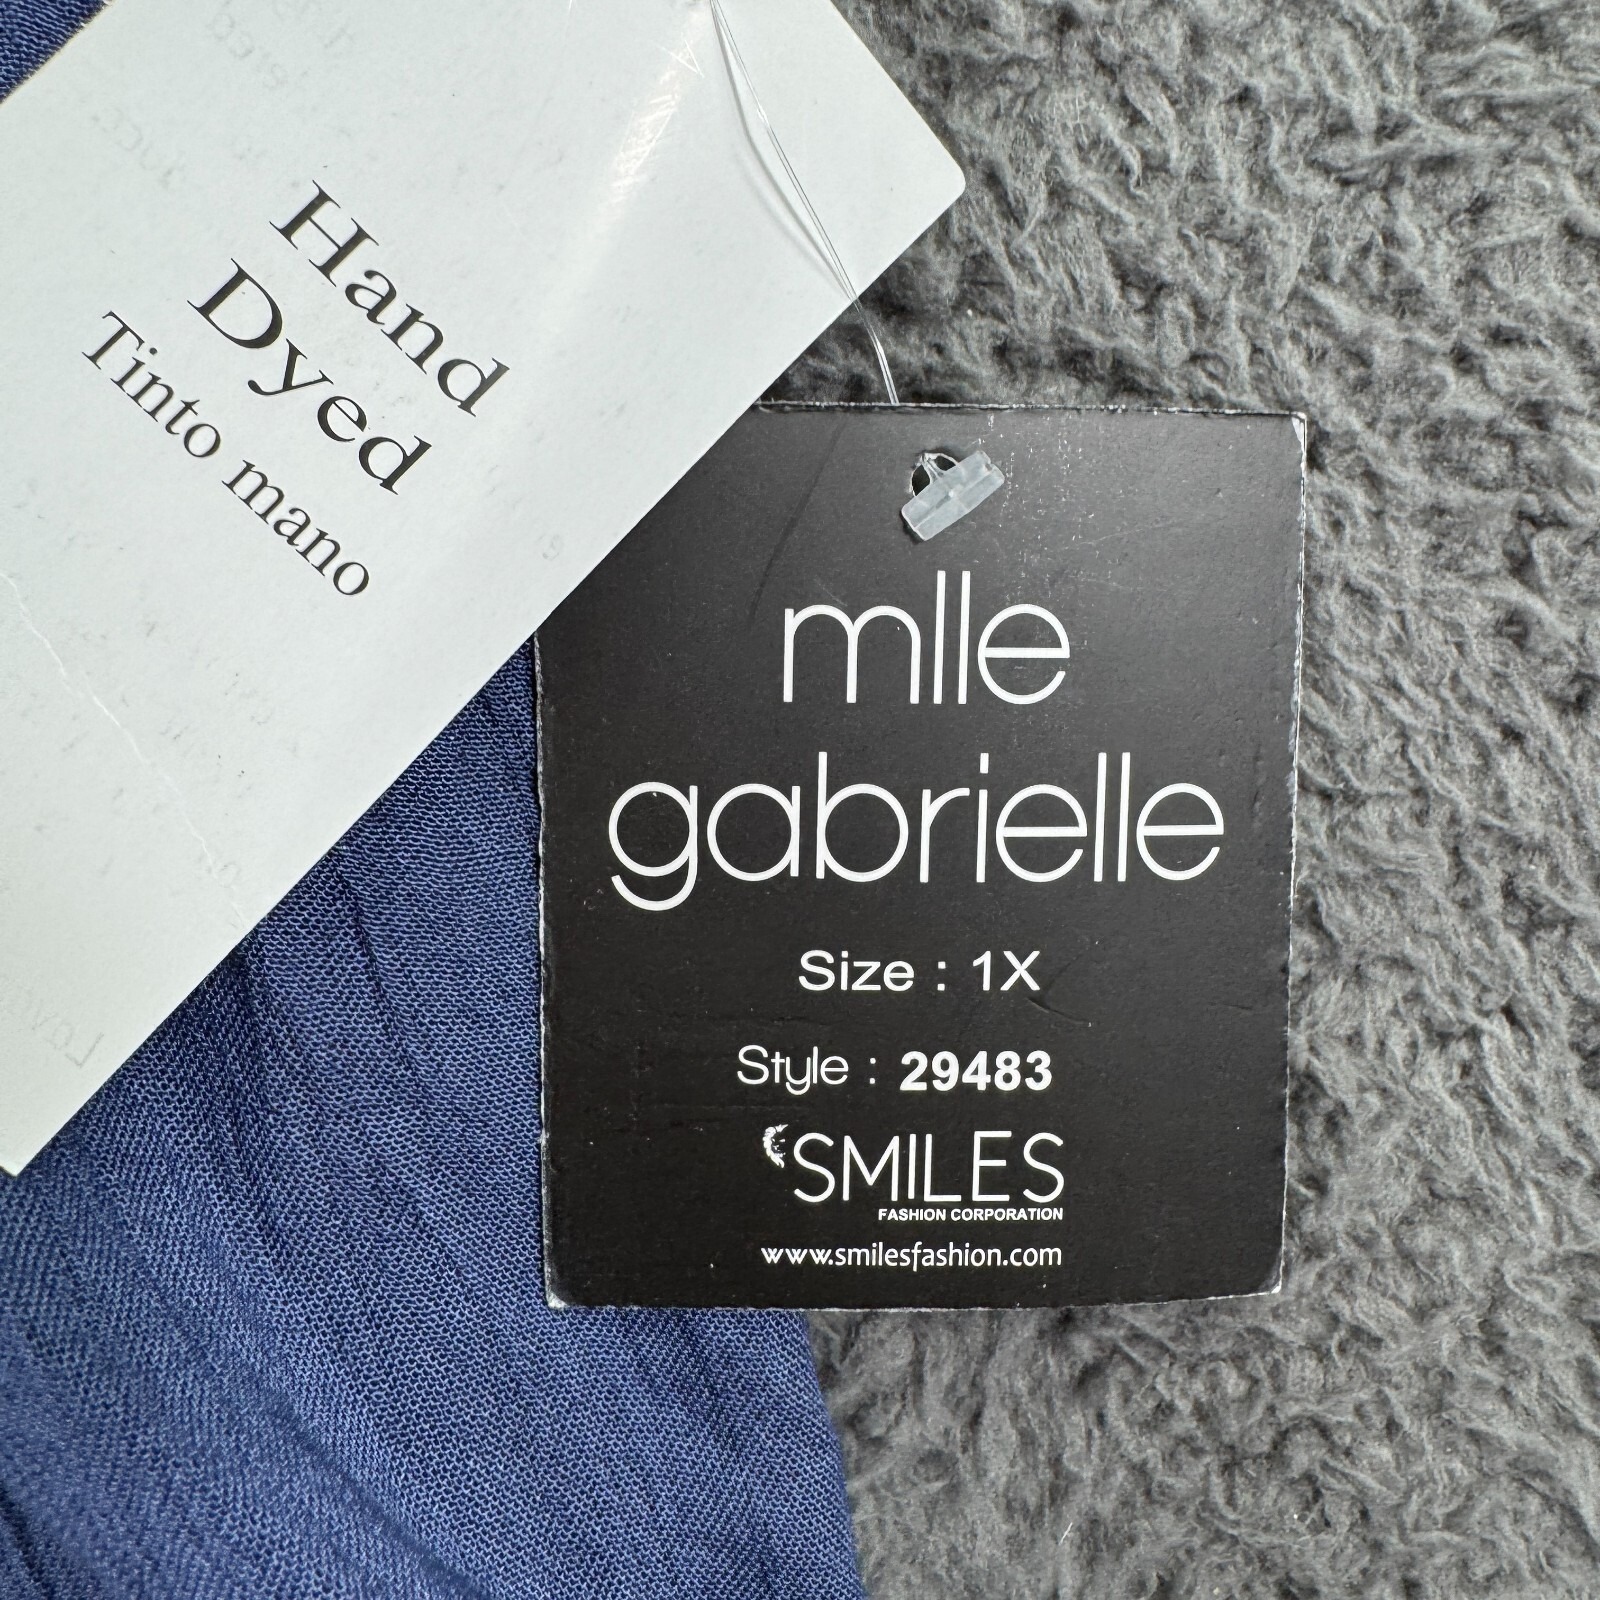 Hand
Dyed
Tinto mano
mlle
gabrielle
Size : 1X
Style : 29483
SMILES
FASHION CORPORATION
www.smilesfashion.com